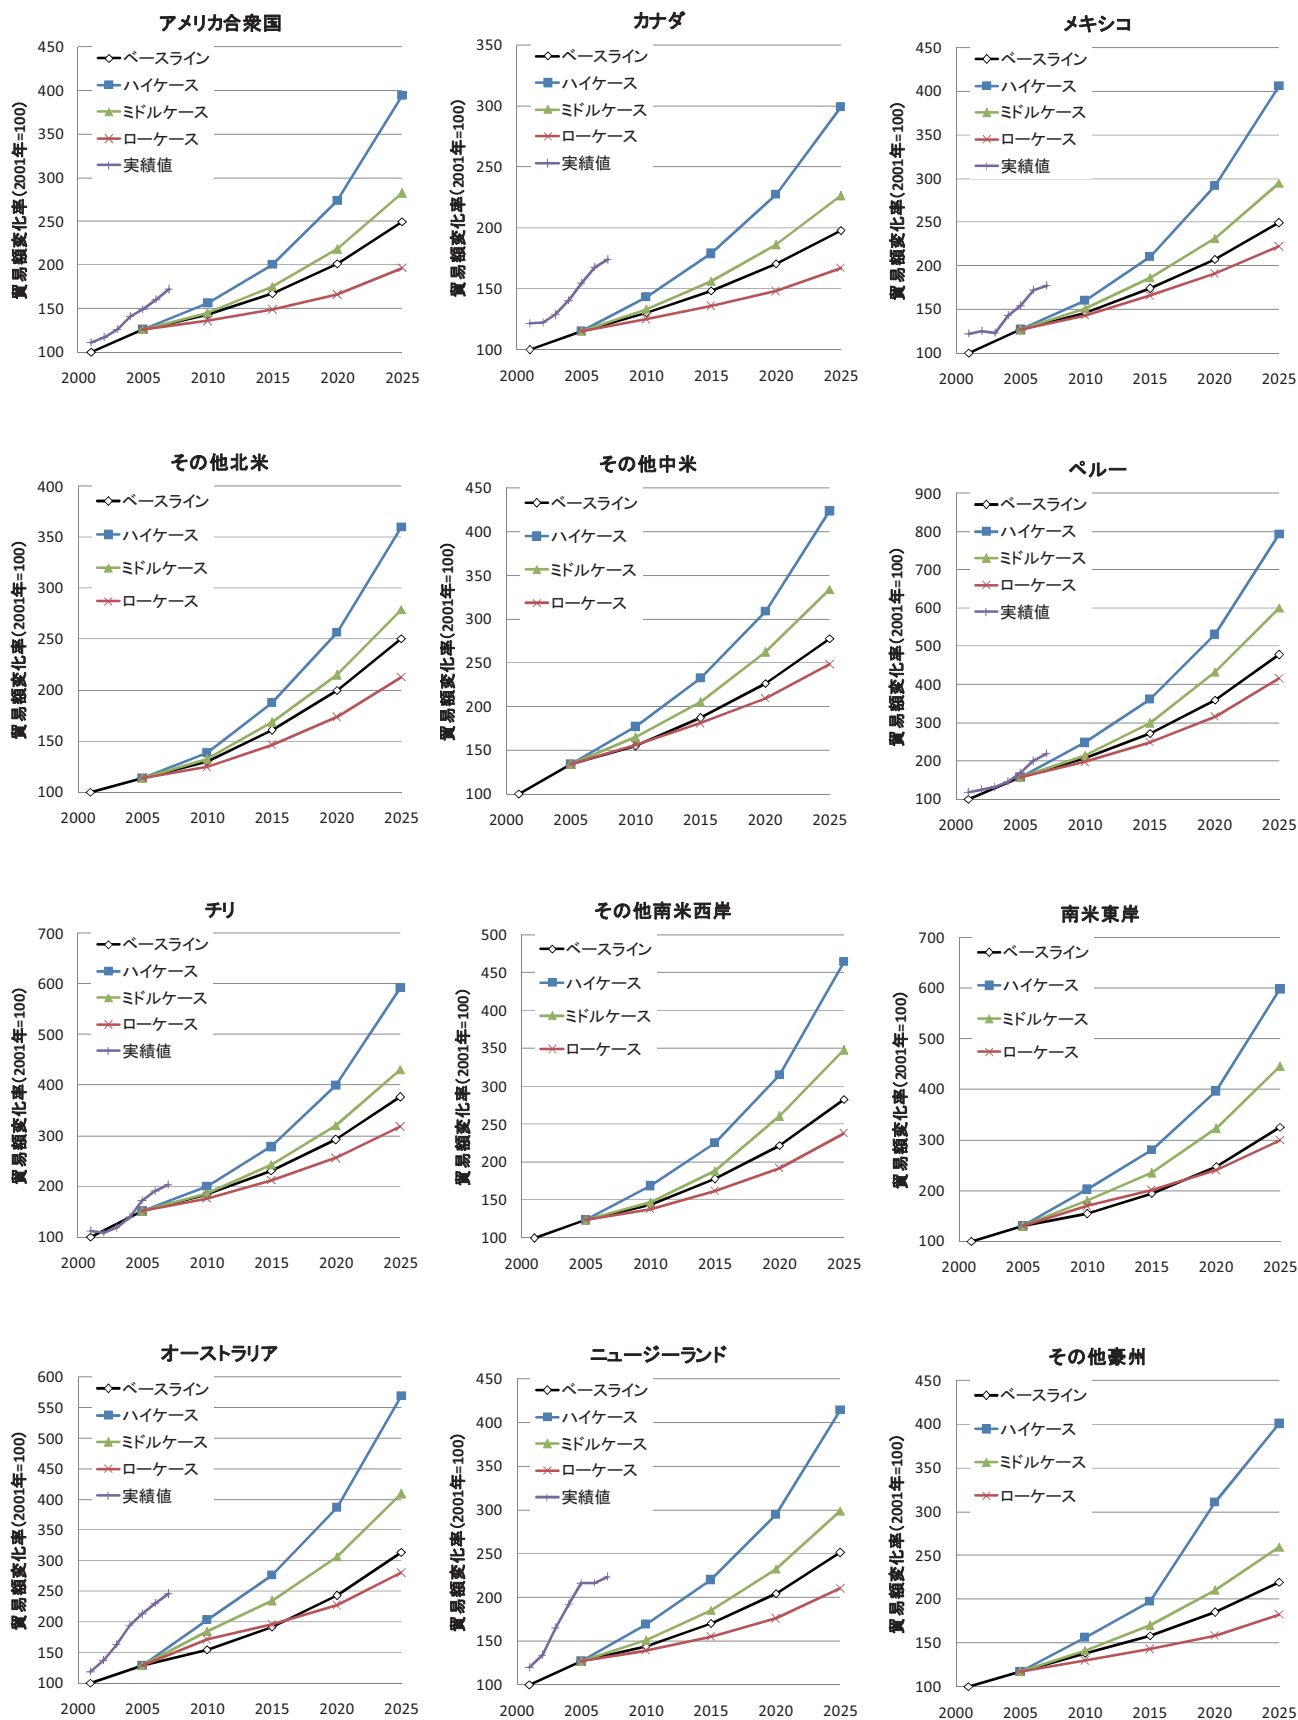 アメリカ合衆国
貿易額変化率(2001年=100)
450
400
350
300
250
200
150
100
ベースライン
ハイケース
ミドルケース
ローケース
実績値
2000 2005 2010 2015 2020 2025
カナダ
貿易額変化率(2001年=100)
350
300
250
200
150
100
ベースライン
ハイケース
ミドルケース
ローケース
実績値
2000 2005 2010 2015 2020 2025
メキシコ
貿易額変化率(2001年=100)
450
400
350
300
250
200
150
100
ベースライン
ハイケース
ミドルケース
ローケース
実績値
2000 2005 2010 2015 2020 2025
その他北米
貿易額変化率(2001年=100)
400
350
300
250
200
150
100
ベースライン
ハイケース
ミドルケース
ローケース
2000 2005 2010 2015 2020 2025
その他中米
貿易額変化率(2001年=100)
450
400
350
300
250
200
150
100
ベースライン
ハイケース
ミドルケース
ローケース
2000 2005 2010 2015 2020 2025
ペルー
貿易額変化率(2001年=100)
900
800
700
600
500
400
300
200
100
ベースライン
ハイケース
ミドルケース
ローケース
実績値
2000 2005 2010 2015 2020 2025
チリ
貿易額変化率(2001年=100)
700
600
500
400
300
200
100
ベースライン
ハイケース
ミドルケース
ローケース
実績値
2000 2005 2010 2015 2020 2025
その他南米西岸
貿易額変化率(2001年=100)
500
450
400
350
300
250
200
150
100
ベースライン
ハイケース
ミドルケース
ローケース
2000 2005 2010 2015 2020 2025
南米東岸
貿易額変化率(2001年=100)
700
600
500
400
300
200
100
ベースライン
ハイケース
ミドルケース
ローケース
2000 2005 2010 2015 2020 2025
オーストラリア
貿易額変化率(2001年=100)
600
550
500
450
400
350
300
250
200
150
100
ベースライン
ハイケース
ミドルケース
ローケース
実績値
2000 2005 2010 2015 2020 2025
ニュージーランド
貿易額変化率(2001年=100)
450
400
350
300
250
200
150
100
ベースライン
ハイケース
ミドルケース
ローケース
実績値
2000 2005 2010 2015 2020 2025
その他豪州
貿易額変化率(2001年=100)
450
400
350
300
250
200
150
100
ベースライン
ハイケース
ミドルケース
ローケース
2000 2005 2010 2015 2020 2025